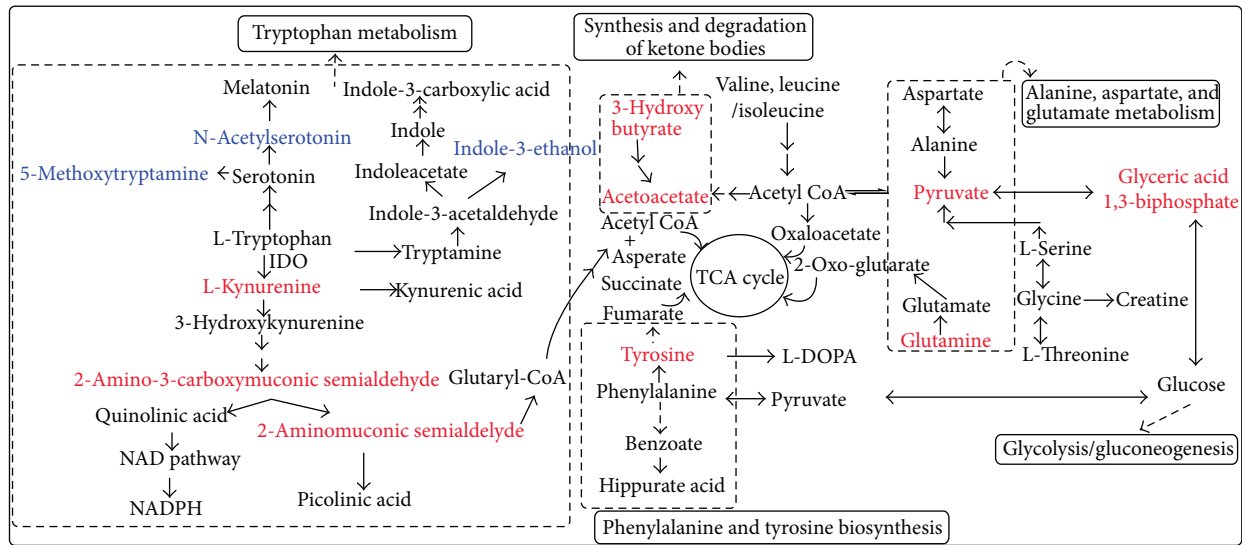 Tryptophan metabolism
Melatonin
Indole-3-carboxylic acid
N-Acetylserotonin
Indole
Indole-3-ethanol
5-Methoxytryptamine
Serotonin
Indoleacetate
Indole-3-acetaldehyde
L-Tryptophan
IDO
Tryptamine
L-Kynurenine
Kynurenic acid
3-Hydroxykynurenine
2-Amino-3-carboxymuconic semialdehyde
Glutaryl-CoA
Quinolinic acid
2-Aminomuconic semialdelyde
NAD pathway
NADPH
Picolinic acid
Synthesis and degradation
of ketone bodies
3-Hydroxy
butyrate
Acetoacetate
Valine, leucine
/isoleucine
Acetyl CoA
Acetyl CoA
+
Asperate
Succinate
Fumarate
Oxaloacetate
2-Oxo-glutarate
TCA cycle
Tyrosine
L-DOPA
Phenylalanine
Pyruvate
Benzoate
Hippurate acid
Phenylalanine and tyrosine biosynthesis
Aspartate
Alanine
Pyruvate
Glutamate
Glutamine
Alanine, aspartate, and
glutamate metabolism
Glyceric acid
1,3-biphosphate
L-Serine
Glycine
Creatine
L-Threonine
Glucose
Glycolysis/gluconeogenesis